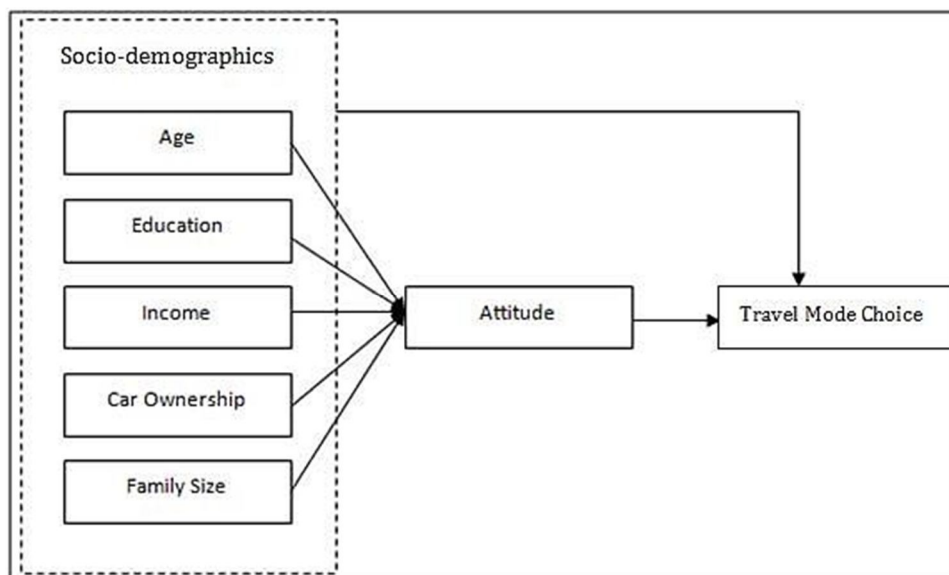 Socio-demographics
Age
Education
Income
Car Ownership
Family Size
Attitude
Travel Mode Choice